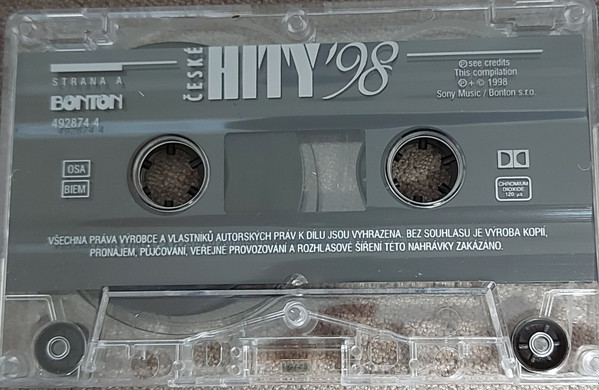 ČESKÉ HITY '98
STRANA A
BONTON
492874 4
Ⓟ see credits
This compilation
Ⓟ + © 1998
Sony Music / Bonton s.r.o.
OSA
BIEM
CHROMIUM
DIOXIDE
120 µs
VŠECHNA PRÁVA VÝROBCE A VLASTNÍKŮ AUTORSKÝCH PRÁV K DÍLU JSOU VYHRAZENA. BEZ SOUHLASU JE VÝROBA KOPIÍ,
PRONÁJEM, PŮJČOVÁNÍ, VEŘEJNÉ PROVOZOVÁNÍ A ROZHLASOVÉ ŠÍŘENÍ TÉTO NAHRÁVKY ZAKÁZÁNO.